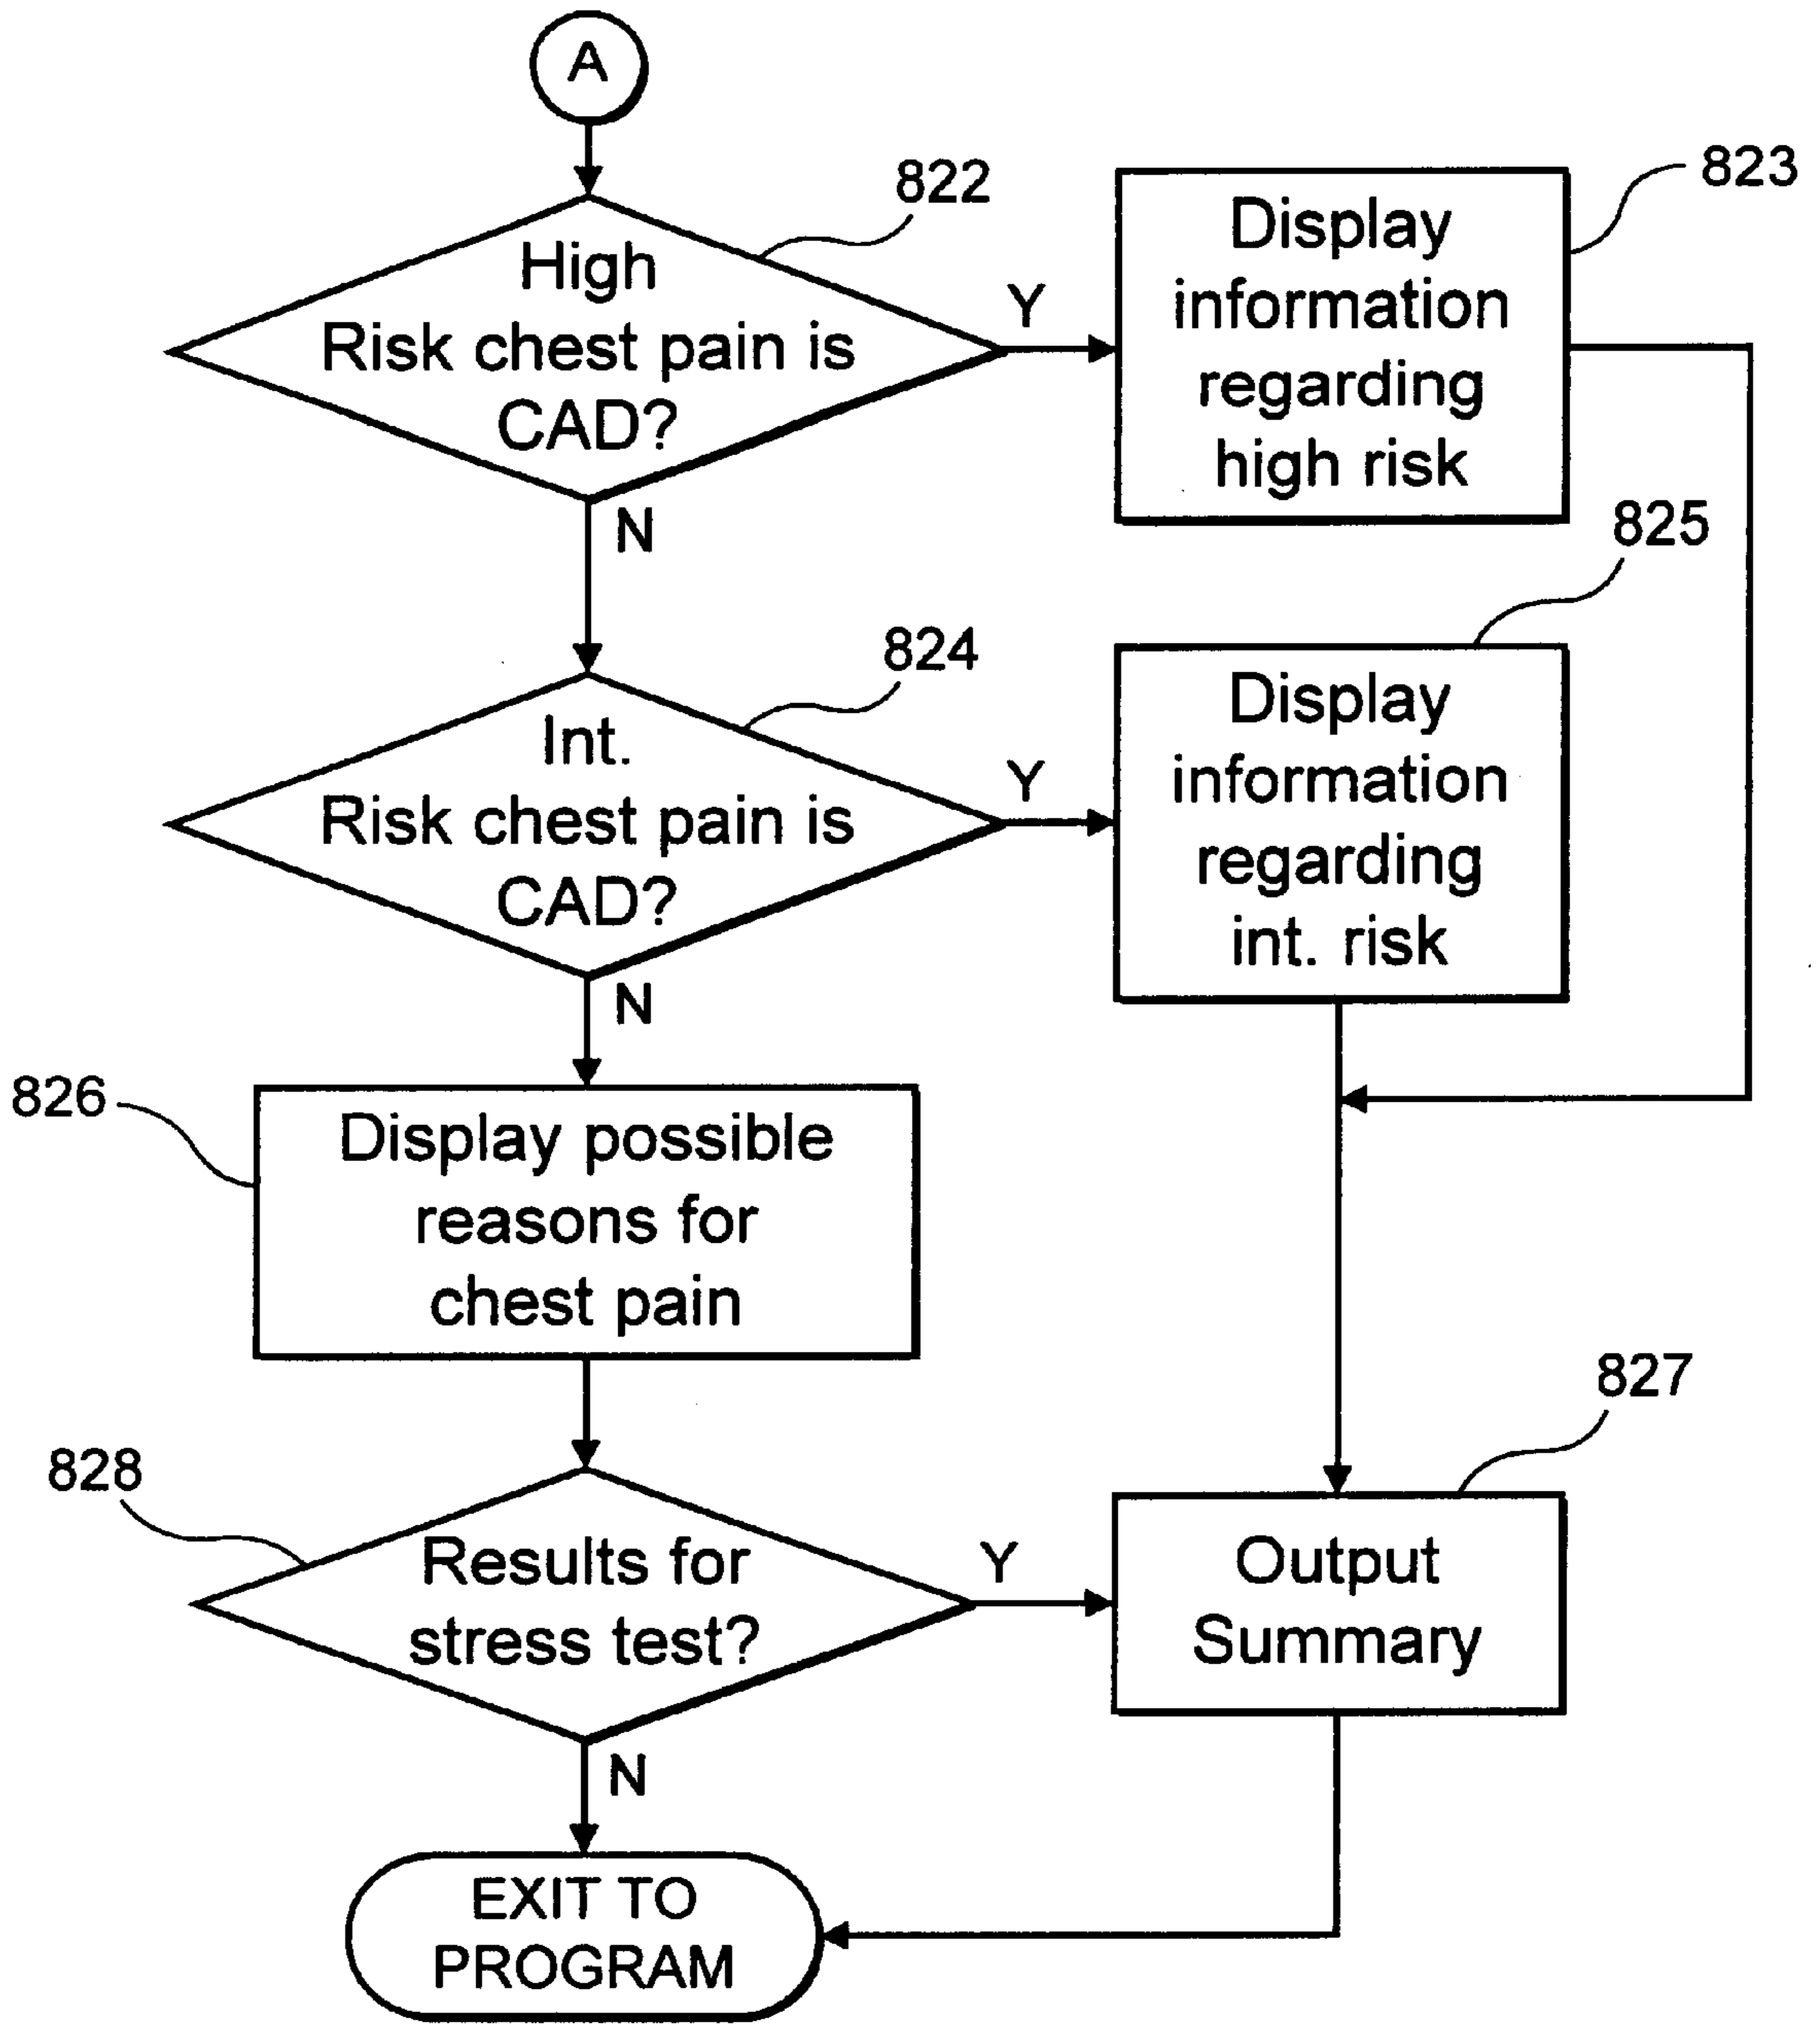 A
822
High
Risk chest pain is
CAD?
Y
823
Display
information
regarding
high risk
N
824
Int.
Risk chest pain is
CAD?
Y
825
Display
information
regarding
int. risk
N
826
Display possible
reasons for
chest pain
828
Results for
stress test?
Y
827
Output
Summary
N
EXIT TO
PROGRAM